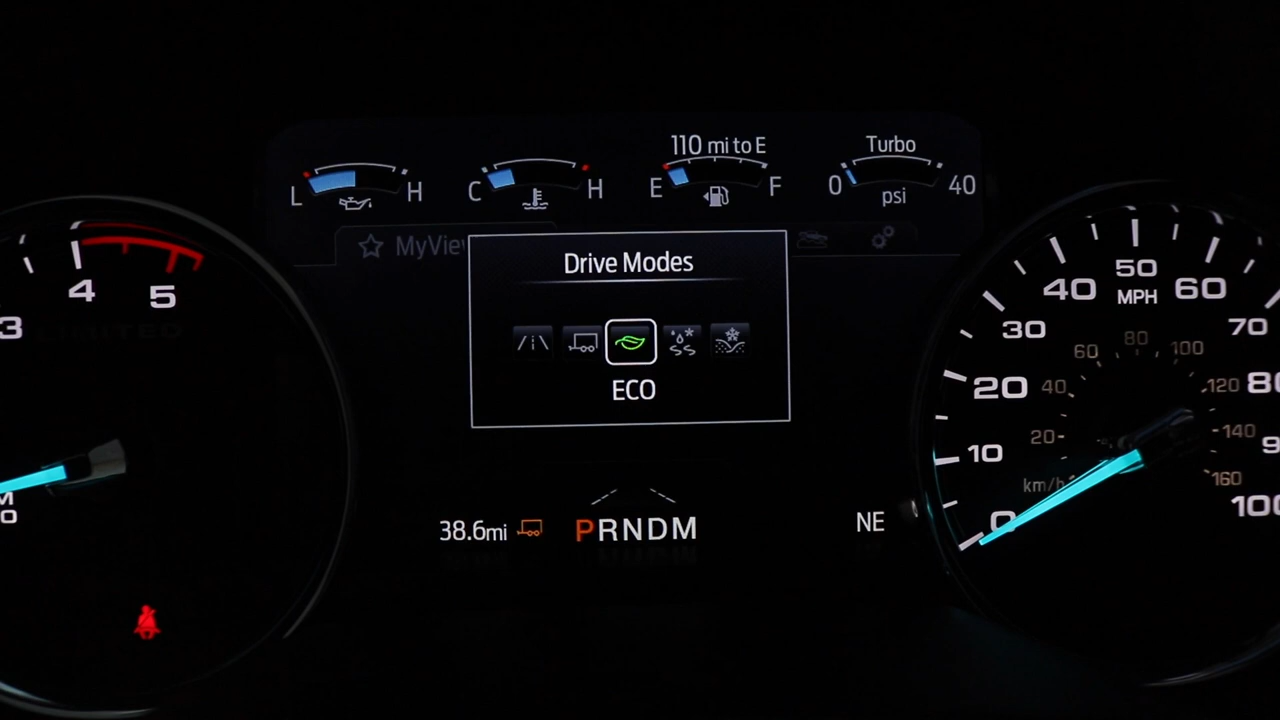 110 mi to E
Turbo
L H
C H
E F
0 40
psi
MyView
Drive Modes
ECO
38.6mi
PRNDM
NE
3 4 5
LIMITED
0 10 20 30 40 50 60 70 80 100
MPH
20 40 60 80 100 120 140 160
km/h